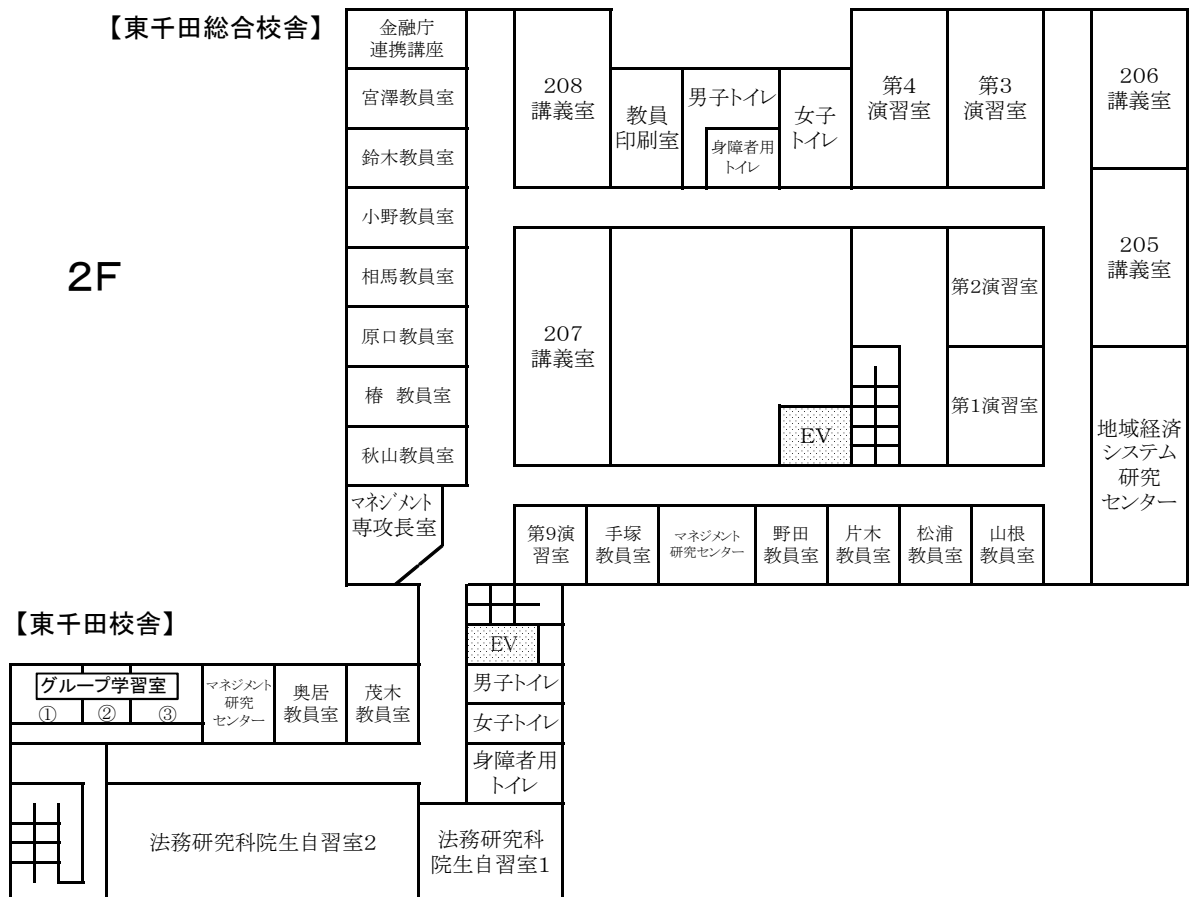 【東千田総合校舎】
2F
金融庁
連携講座
宮澤教員室
鈴木教員室
小野教員室
相馬教員室
原口教員室
椿 教員室
秋山教員室
マネジメント
専攻長室
208
講義室
教員
印刷室
男子トイレ
身障者用
トイレ
女子
トイレ
第4
演習室
第3
演習室
206
講義室
205
講義室
207
講義室
EV
第2演習室
第1演習室
地域経済
システム
研究
センター
第9演
習室
手塚
教員室
マネジメント
研究センター
野田
教員室
片木
教員室
松浦
教員室
山根
教員室
【東千田校舎】
グループ学習室
①
②
③
マネジメント
研究
センター
奥居
教員室
茂木
教員室
EV
男子トイレ
女子トイレ
身障者用
トイレ
法務研究科院生自習室2
法務研究科
院生自習室1